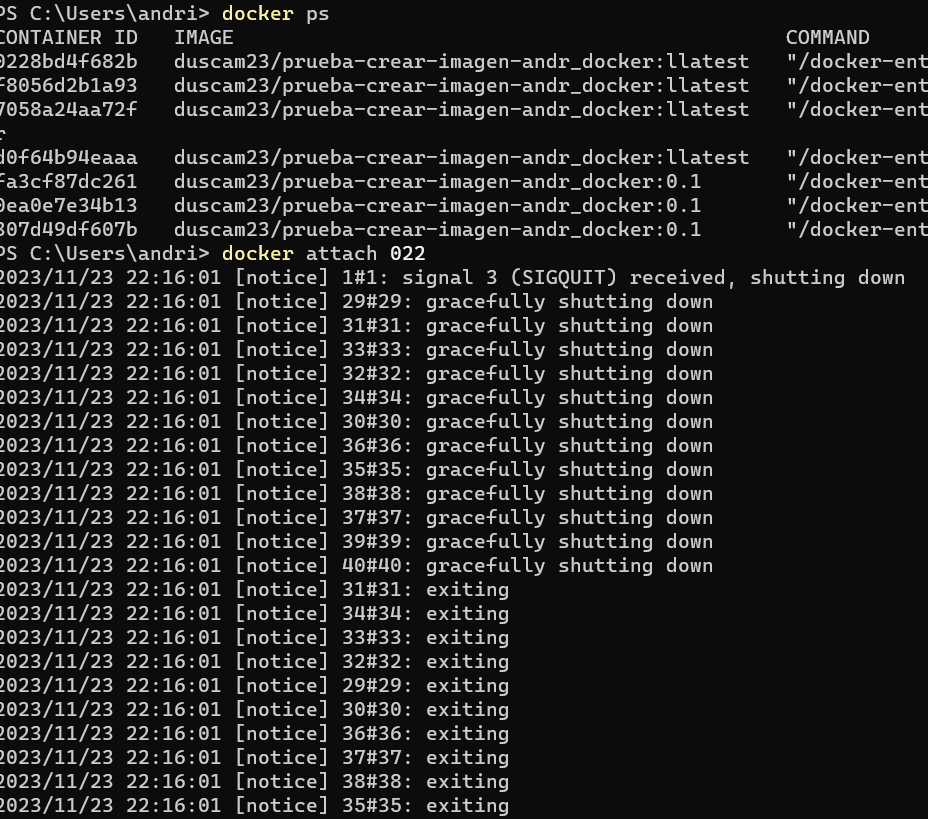 PS C:\Users\andri> docker ps
CONTAINER ID   IMAGE                                              COMMAND
0228bd4f682b   duscam23/prueba-crear-imagen-andr_docker:llatest   "/docker-ent
f8056d2b1a93   duscam23/prueba-crear-imagen-andr_docker:llatest   "/docker-ent
7058a24aa72f   duscam23/prueba-crear-imagen-andr_docker:llatest   "/docker-ent
r
d0f64b94eaaa   duscam23/prueba-crear-imagen-andr_docker:llatest   "/docker-ent
fa3cf87dc261   duscam23/prueba-crear-imagen-andr_docker:0.1       "/docker-ent
0ea0e7e34b13   duscam23/prueba-crear-imagen-andr_docker:0.1       "/docker-ent
307d49df607b   duscam23/prueba-crear-imagen-andr_docker:0.1       "/docker-ent
PS C:\Users\andri> docker attach 022
2023/11/23 22:16:01 [notice] 1#1: signal 3 (SIGQUIT) received, shutting down
2023/11/23 22:16:01 [notice] 29#29: gracefully shutting down
2023/11/23 22:16:01 [notice] 31#31: gracefully shutting down
2023/11/23 22:16:01 [notice] 33#33: gracefully shutting down
2023/11/23 22:16:01 [notice] 32#32: gracefully shutting down
2023/11/23 22:16:01 [notice] 34#34: gracefully shutting down
2023/11/23 22:16:01 [notice] 30#30: gracefully shutting down
2023/11/23 22:16:01 [notice] 36#36: gracefully shutting down
2023/11/23 22:16:01 [notice] 35#35: gracefully shutting down
2023/11/23 22:16:01 [notice] 38#38: gracefully shutting down
2023/11/23 22:16:01 [notice] 37#37: gracefully shutting down
2023/11/23 22:16:01 [notice] 39#39: gracefully shutting down
2023/11/23 22:16:01 [notice] 40#40: gracefully shutting down
2023/11/23 22:16:01 [notice] 31#31: exiting
2023/11/23 22:16:01 [notice] 34#34: exiting
2023/11/23 22:16:01 [notice] 33#33: exiting
2023/11/23 22:16:01 [notice] 32#32: exiting
2023/11/23 22:16:01 [notice] 29#29: exiting
2023/11/23 22:16:01 [notice] 30#30: exiting
2023/11/23 22:16:01 [notice] 36#36: exiting
2023/11/23 22:16:01 [notice] 37#37: exiting
2023/11/23 22:16:01 [notice] 38#38: exiting
2023/11/23 22:16:01 [notice] 35#35: exiting